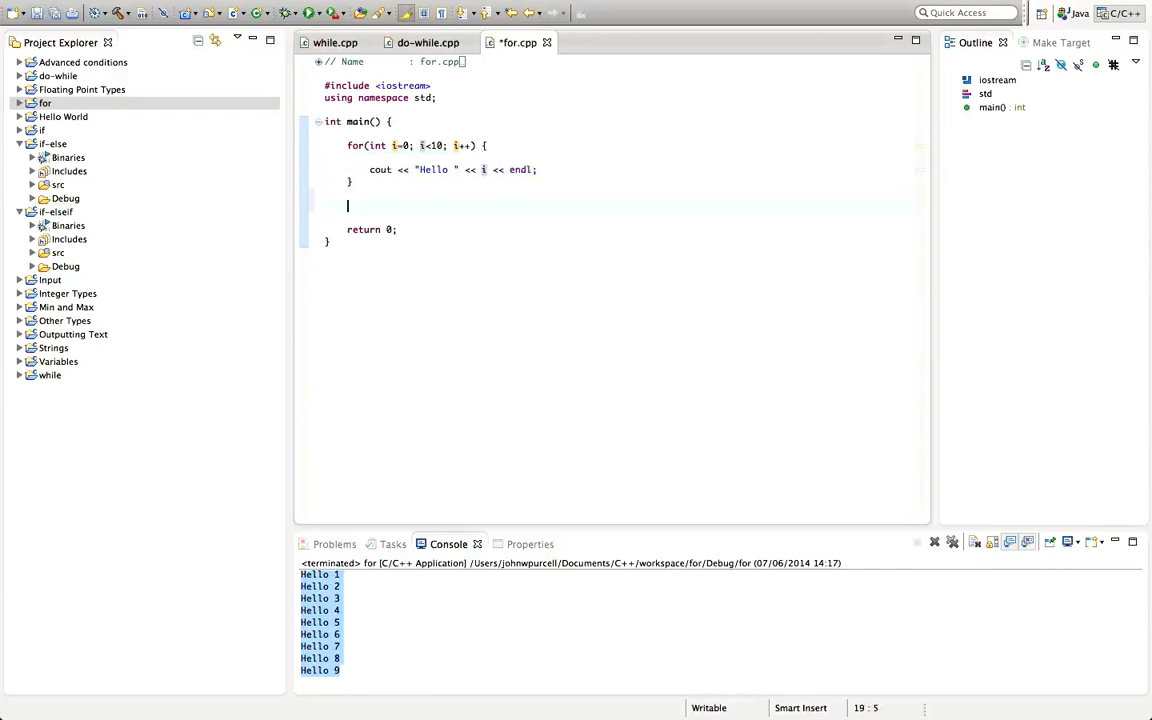 Quick Access
Java
C/C++
Project Explorer
Advanced conditions
do-while
Floating Point Types
for
Hello World
if
if-else
Binaries
Includes
src
Debug
if-elseif
Binaries
Includes
src
Debug
Input
Integer Types
Min and Max
Other Types
Outputting Text
Strings
Variables
while
while.cpp
do-while.cpp
*for.cpp
// Name : for.cpp
#include <iostream>
using namespace std;
int main() {
for(int i=0; i<10; i++) {
cout << "Hello " << i << endl;
}
return 0;
}
Outline
Make Target
iostream
std
main() : int
Problems
Tasks
Console
Properties
<terminated> for [C/C++ Application] /Users/johnwpurcell/Documents/C++/workspace/for/Debug/for (07/06/2014 14:17)
Hello 1
Hello 2
Hello 3
Hello 4
Hello 5
Hello 6
Hello 7
Hello 8
Hello 9
Writable
Smart Insert
19 : 5